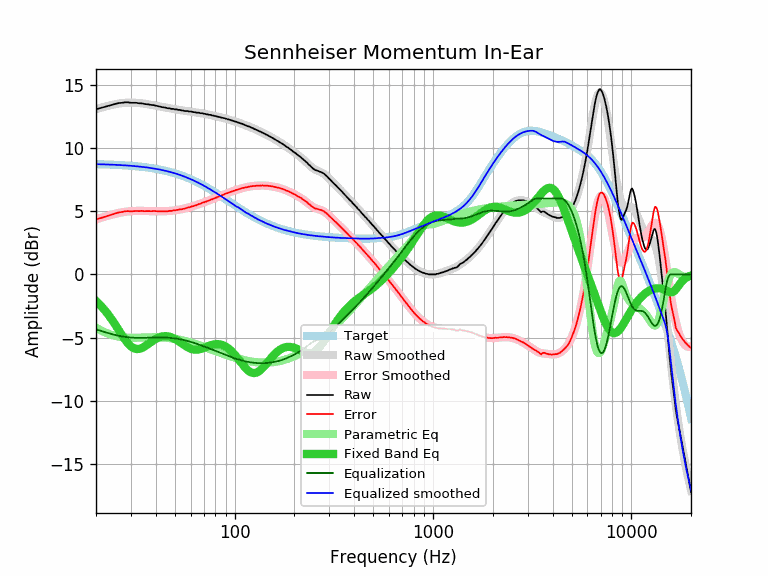 Sennheiser Momentum In-Ear
15
10
5
0
−5
−10
−15
Amplitude (dBr)
Target
Raw Smoothed
Error Smoothed
Raw
Error
Parametric Eq
Fixed Band Eq
Equalization
Equalized smoothed
100
1000
10000
Frequency (Hz)